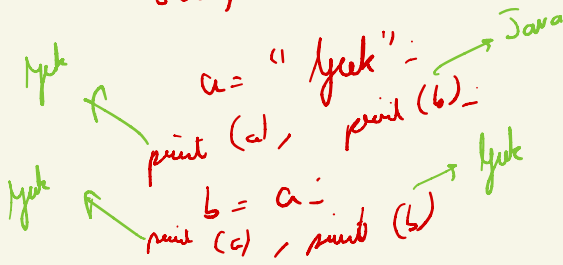 Java
Geek a = "Geek";
print (a), print (b);
Geek b = a; Geek
print (a), print (b)